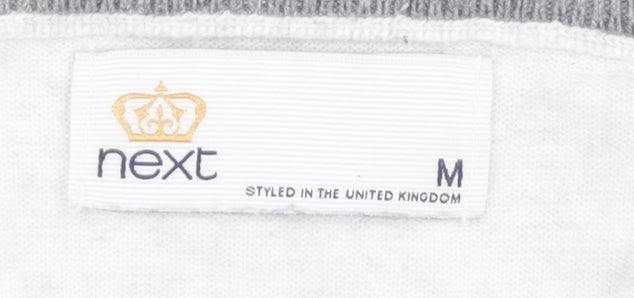 next
M
STYLED IN THE UNITED KINGDOM